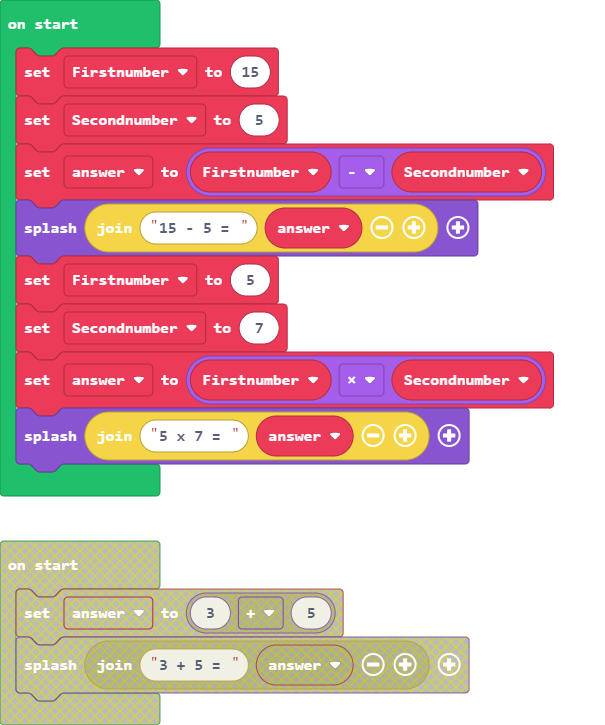 on start
set Firstnumber to 15
set Secondnumber to 5
set answer to Firstnumber - Secondnumber
splash join "15 - 5 = " answer
set Firstnumber to 5
set Secondnumber to 7
set answer to Firstnumber × Secondnumber
splash join "5 x 7 = " answer
on start
set answer to 3 + 5
splash join "3 + 5 = " answer